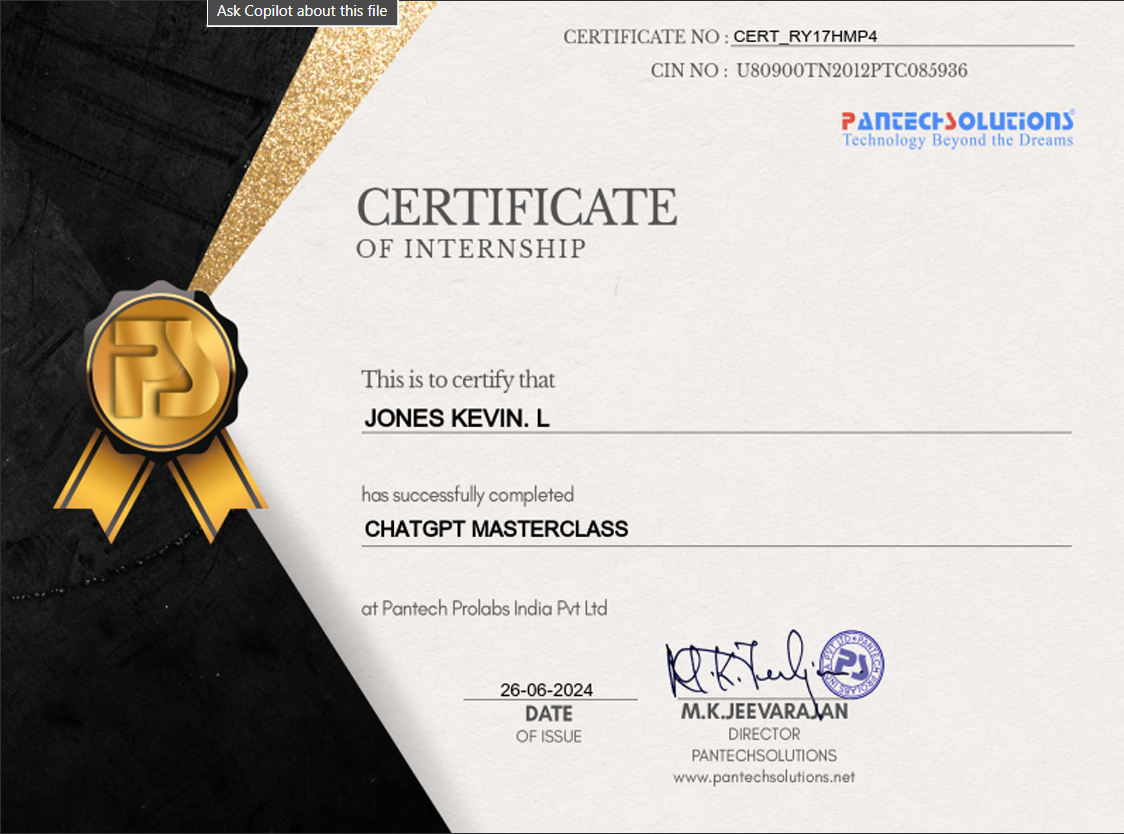 Ask Copilot about this file
CERTIFICATE NO : CERT_RY17HMP4
CIN NO : U80900TN2012PTC085936
PANTECHSOLUTIONS®
Technology Beyond the Dreams
CERTIFICATE
OF INTERNSHIP
PS
This is to certify that
JONES KEVIN. L
has successfully completed
CHATGPT MASTERCLASS
at Pantech Prolabs India Pvt Ltd
26-06-2024
DATE
OF ISSUE
M.K.JEEVARAJAN
DIRECTOR
PANTECHSOLUTIONS
www.pantechsolutions.net